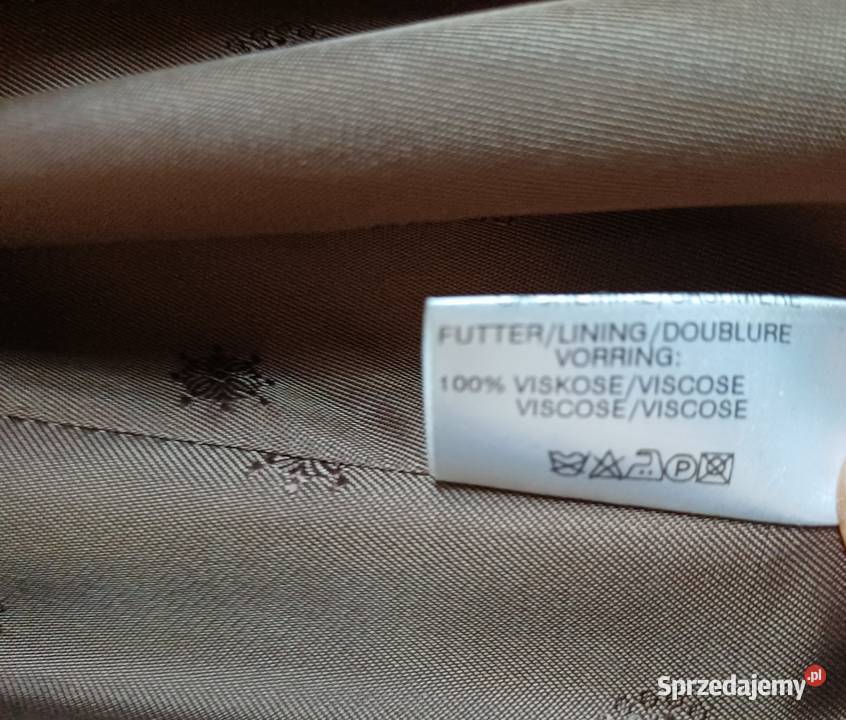 FUTTER/LINING/DOUBLURE
VORRING:
100% VISKOSE/VISCOSE
VISCOSE/VISCOSE
P
Sprzedajemy.pl